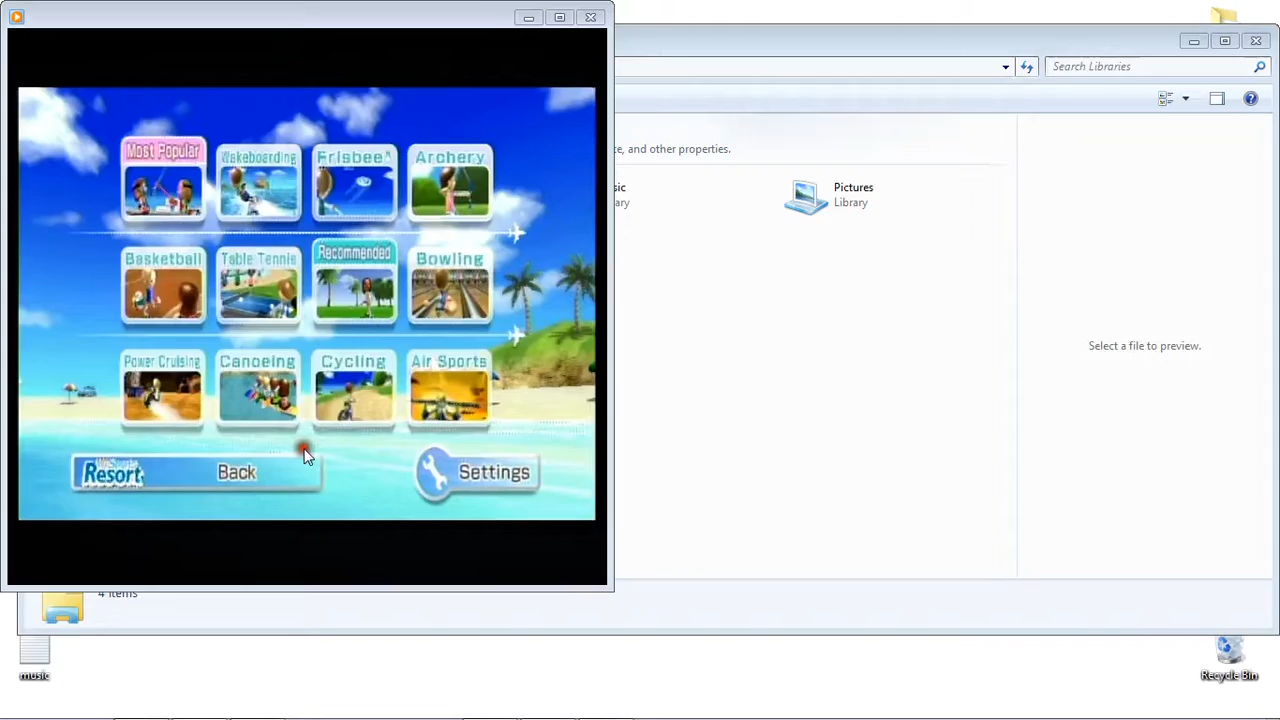 Search Libraries
Most Popular
Wakeboarding
Frisbee
Archery
ce, and other properties.
sic
ary
Pictures
Library
Basketball
Table Tennis
Recommended
Bowling
Power Cruising
Canoeing
Cycling
Air Sports
Select a file to preview.
Resort
Back
Settings
4 items
music
Recycle Bin